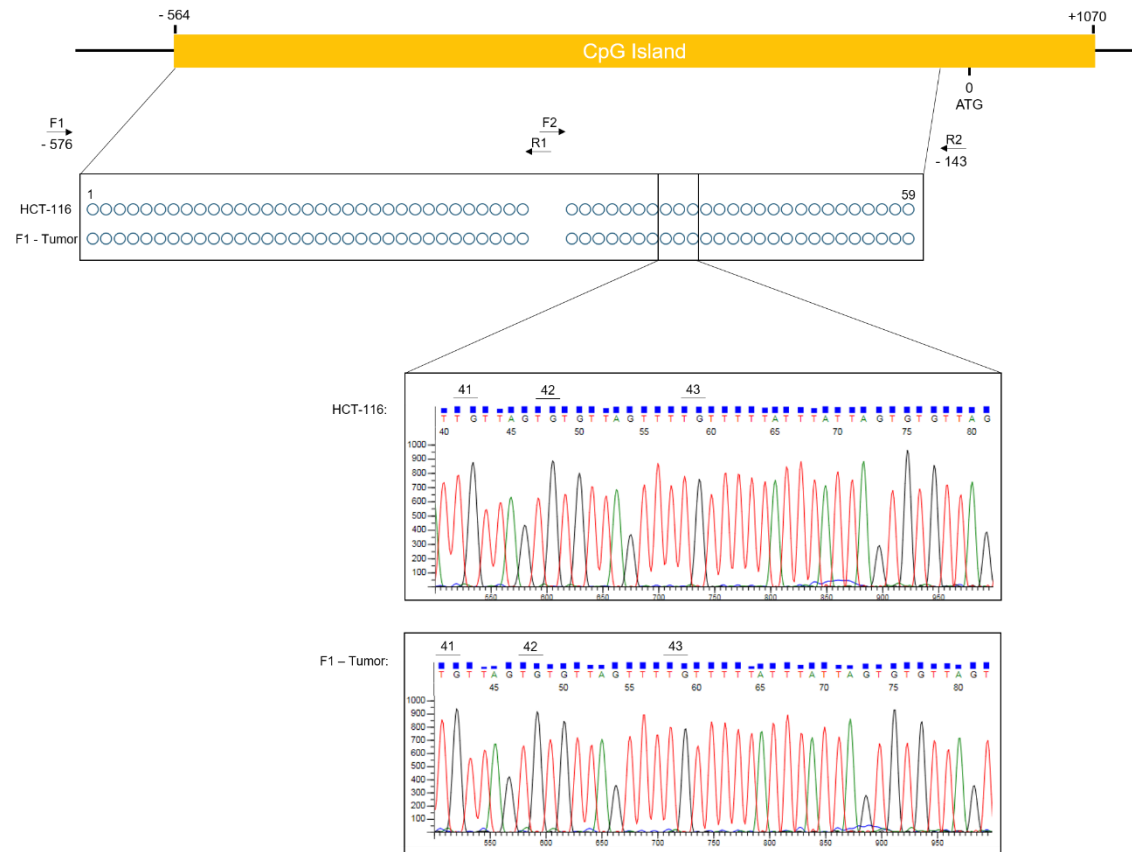 - 564
+1070
CpG Island
0
ATG
F1
- 576
F2
R1
R2
- 143
1
59
HCT-116
F1 - Tumor
HCT-116:
41 42 43
T T G T T A G T G T G T T A G T T T T G T T T T T A T T T A T T A G T G T G T T A G
40 45 50 55 60 65 70 75 80
1000
900
800
700
600
500
400
300
200
100
550 600 650 700 750 800 850 900 950
F1 – Tumor:
41 42 43
T G T T A G T G T G T T A G T T T T G T T T T T A T T T A T T A G T G T G T T A G T
45 50 55 60 65 70 75 80
1000
900
800
700
600
500
400
300
200
100
550 600 650 700 750 800 850 900 950